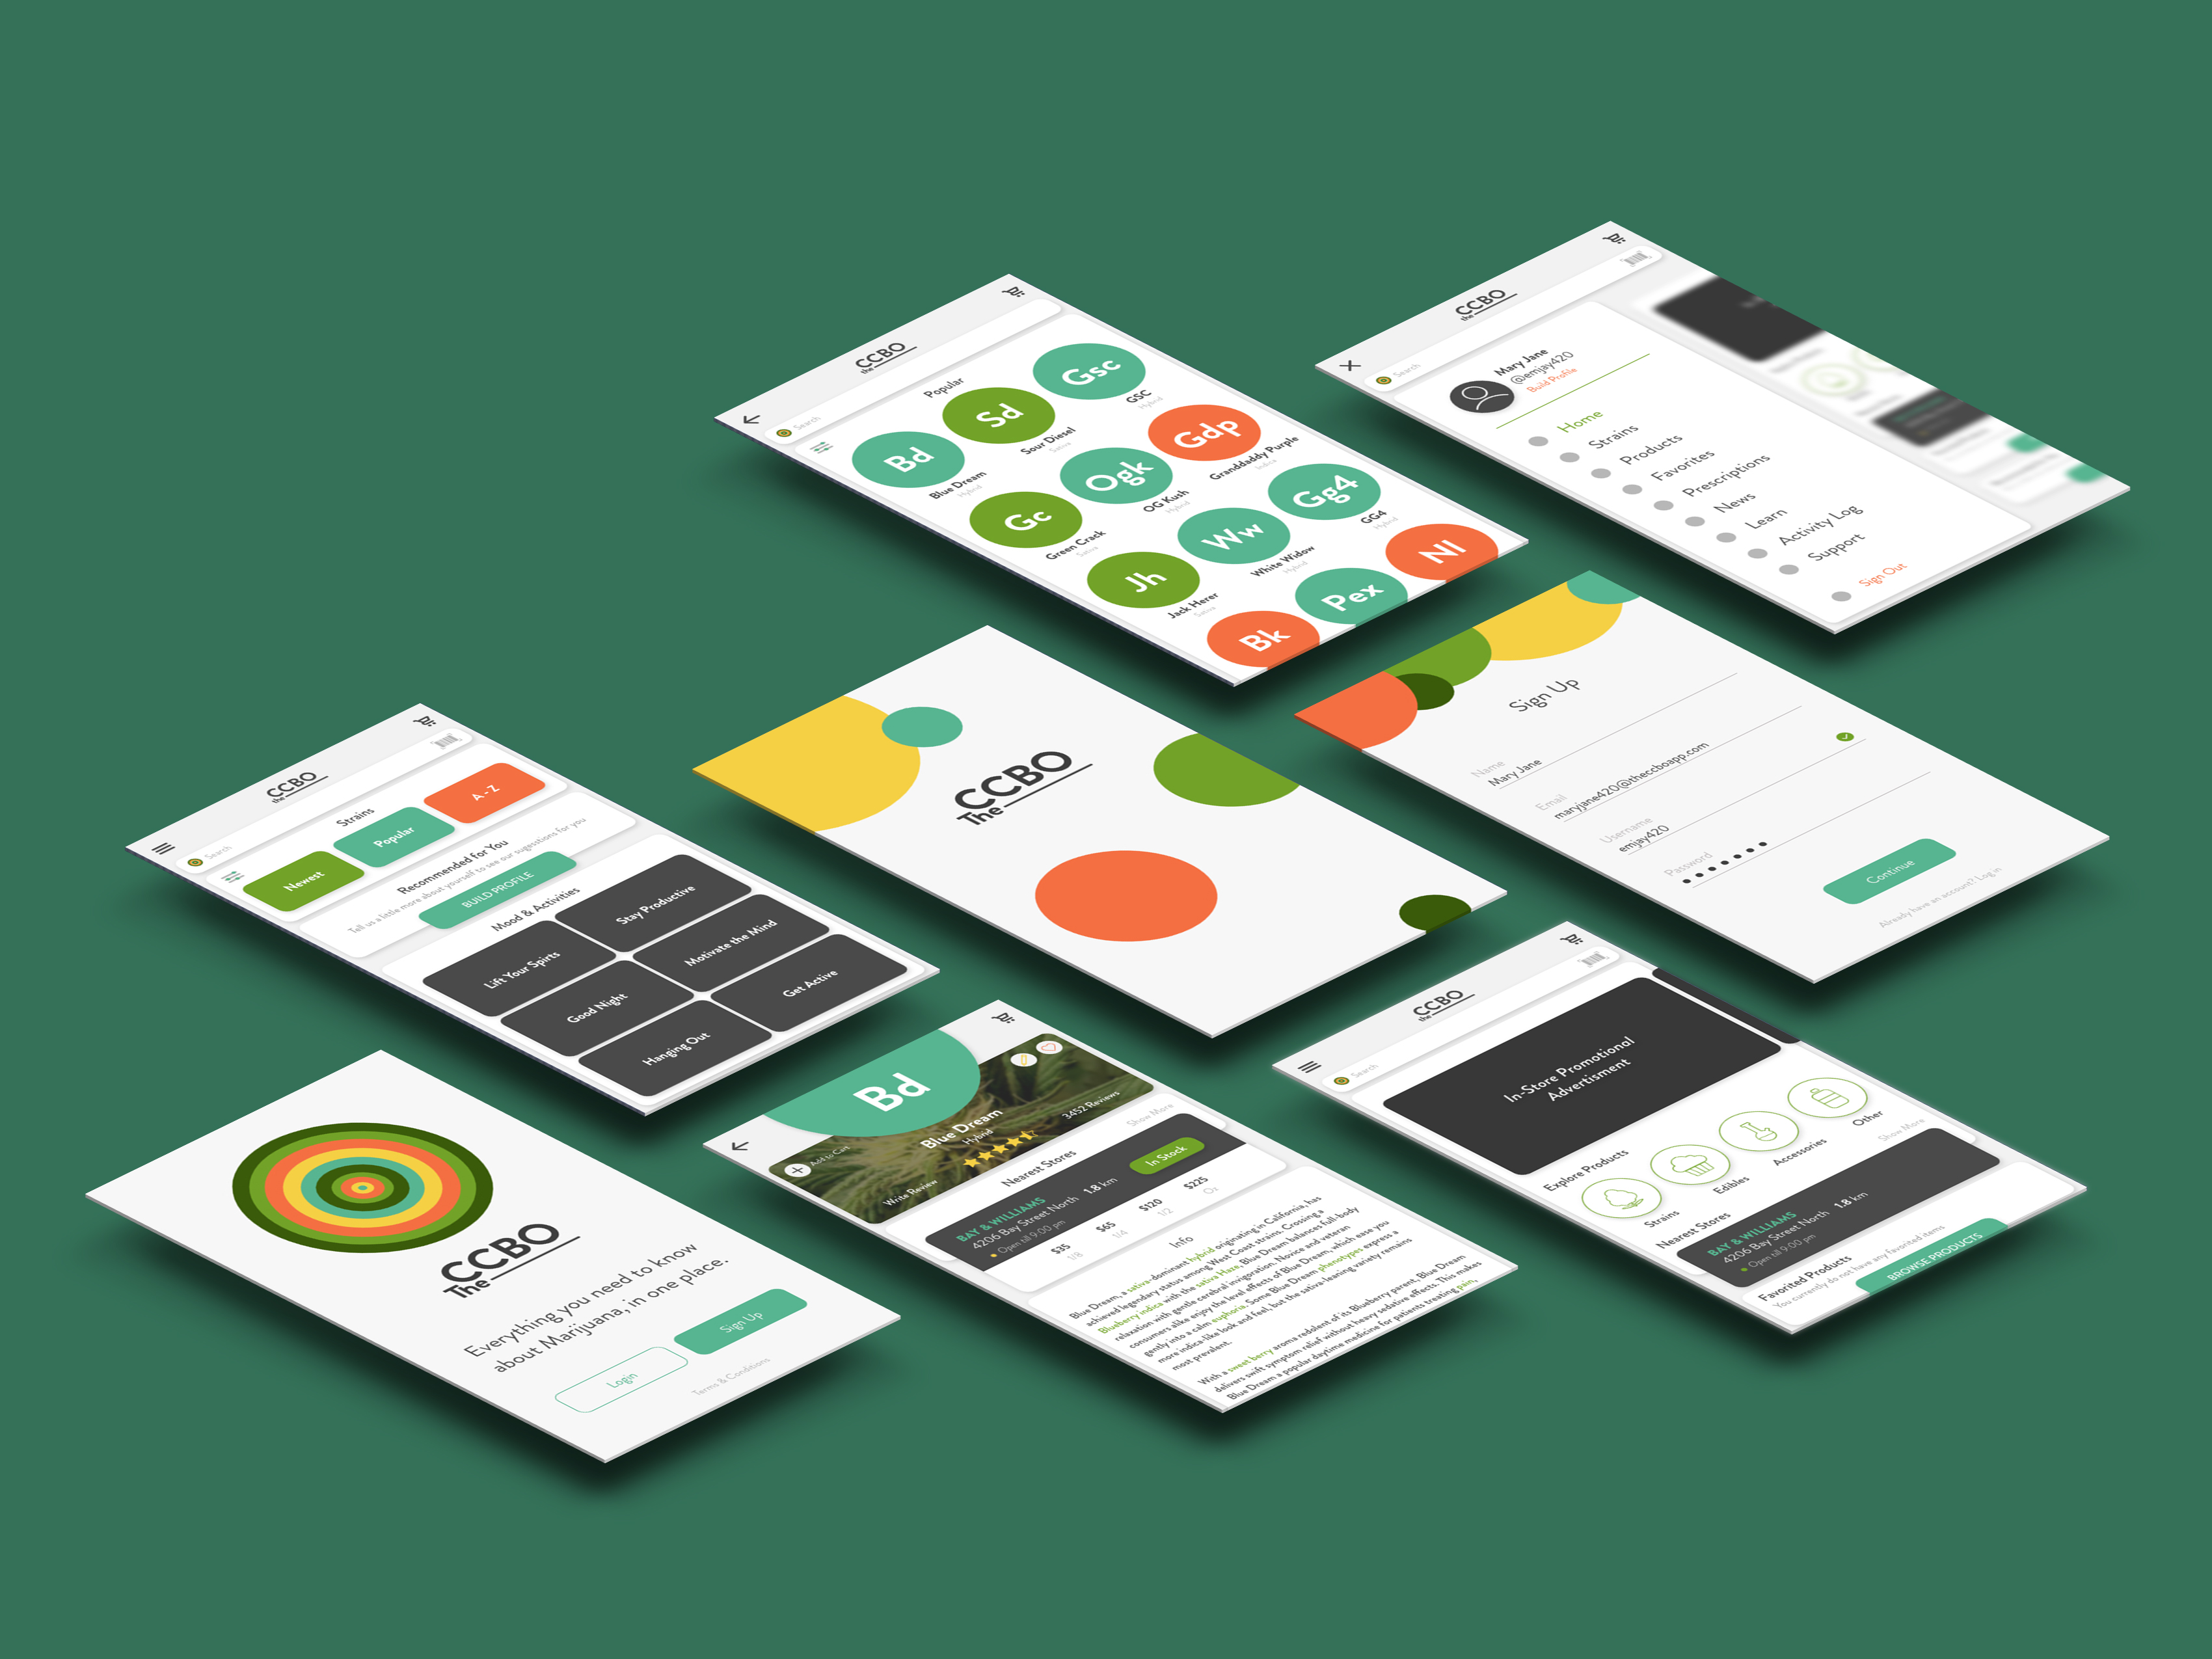 the CCBO
Search
Popular
Bd
Blue Dream
Hybrid
Sd
Sour Diesel
Sativa
Gsc
GSC
Hybrid
Gc
Green Crack
Sativa
Ogk
OG Kush
Hybrid
Gdp
Granddaddy Purple
Indica
Jh
Jack Herer
Sativa
Ww
White Widow
Hybrid
Gg4
GG4
Hybrid
Bk
Pex
Nl
the CCBO
Search
Mary Jane
@emjay420
Build Profile
Home
Strains
Products
Favorites
Prescriptions
News
Learn
Activity Log
Support
Sign Out
the CCBO
Search
Strains
Newest
Popular
A - Z
Recommended for You
Tell us a little more about yourself to see our sugestions for you
BUILD PROFILE
Mood & Activities
Lift Your Spirts
Stay Productive
Good Night
Motivate the Mind
Hanging Out
Get Active
The CCBO
Sign Up
Name
Mary Jane
Email
maryjane420@theccboapp.com
Username
emjay420
Password
Continue
Already have an account? Log in
The CCBO
Everything you need to know
about Marijuana, in one place.
Login
Sign Up
Terms & Conditions
Bd
Blue Dream
Hybrid
Add to Cart
Write Review
3452 Reviews
Nearest Stores
Show More
BAY & WILLIAMS
4206 Bay Street North 1.8 km
Open till 9:00 pm
In Stock
$35
1/8
$65
1/4
$120
1/2
$225
Oz
Info
Blue Dream, a sativa-dominant hybrid originating in California, has
achieved legendary status among West Coast strains. Crossing a
Blueberry indica with the sativa Haze, Blue Dream balances full-body
relaxation with gentle cerebral invigoration. Novice and veteran
consumers alike enjoy the level effects of Blue Dream, which ease you
gently into a calm euphoria. Some Blue Dream phenotypes express a
more indica-like look and feel, but the sativa-leaning variety remains
most prevalent.
With a sweet berry aroma redolent of its Blueberry parent, Blue Dream
delivers swift symptom relief without heavy sedative effects. This makes
Blue Dream a popular daytime medicine for patients treating pain,
the CCBO
Search
In-Store Promotional
Advertisment
Explore Products
Strains
Edibles
Accessories
Other
Nearest Stores
Show More
BAY & WILLIAMS
4206 Bay Street North 1.8 km
Open till 9:00 pm
Favorited Products
You currently do not have any favorited items
BROWSE PRODUCTS